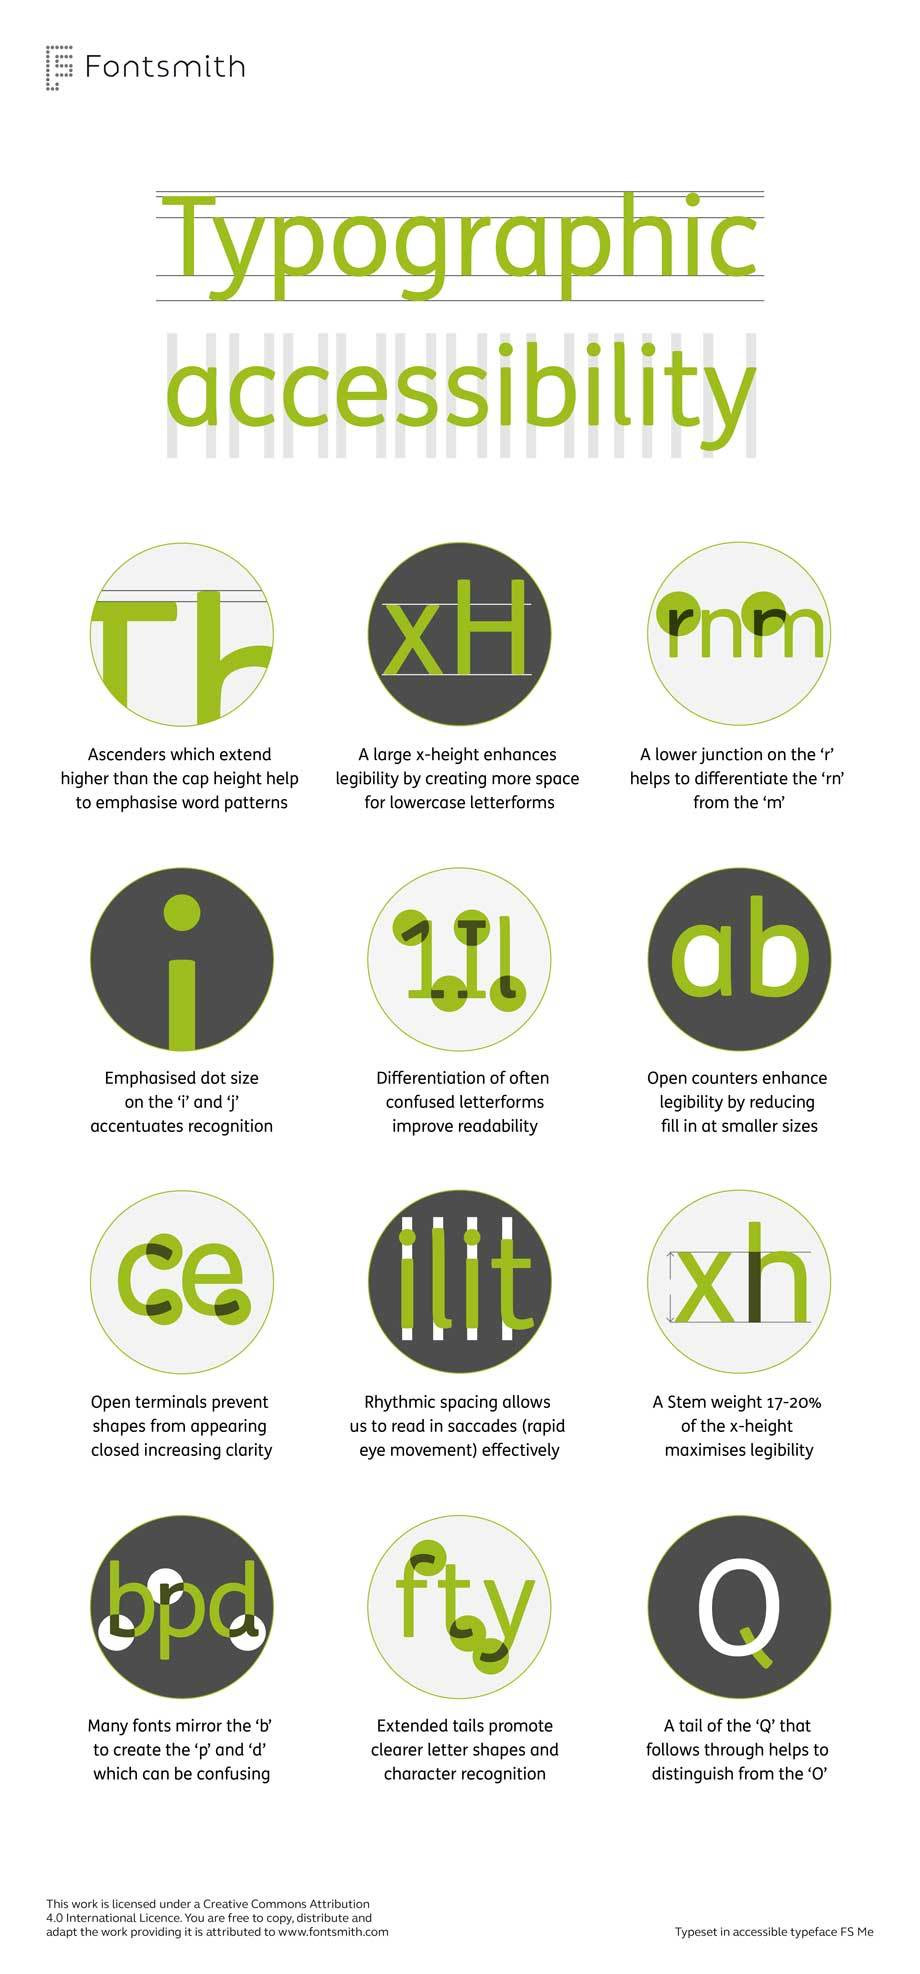 Fontsmith
Typographic
accessibility
Th
xH
rnm
Ascenders which extend
higher than the cap height help
to emphasise word patterns
A large x-height enhances
legibility by creating more space
for lowercase letterforms
A lower junction on the ‘r’
helps to differentiate the ‘rn’
from the ‘m’
i
1Il
ab
Emphasised dot size
on the ‘i’ and ‘j’
accentuates recognition
Differentiation of often
confused letterforms
improve readability
Open counters enhance
legibility by reducing
fill in at smaller sizes
ce
ilit
xh
Open terminals prevent
shapes from appearing
closed increasing clarity
Rhythmic spacing allows
us to read in saccades (rapid
eye movement) effectively
A Stem weight 17-20%
of the x-height
maximises legibility
bpd
fty
Q
Many fonts mirror the ‘b’
to create the ‘p’ and ‘d’
which can be confusing
Extended tails promote
clearer letter shapes and
character recognition
A tail of the ‘Q’ that
follows through helps to
distinguish from the ‘O’
This work is licensed under a Creative Commons Attribution
4.0 International Licence. You are free to copy, distribute and
adapt the work providing it is attributed to www.fontsmith.com
Typeset in accessible typeface FS Me